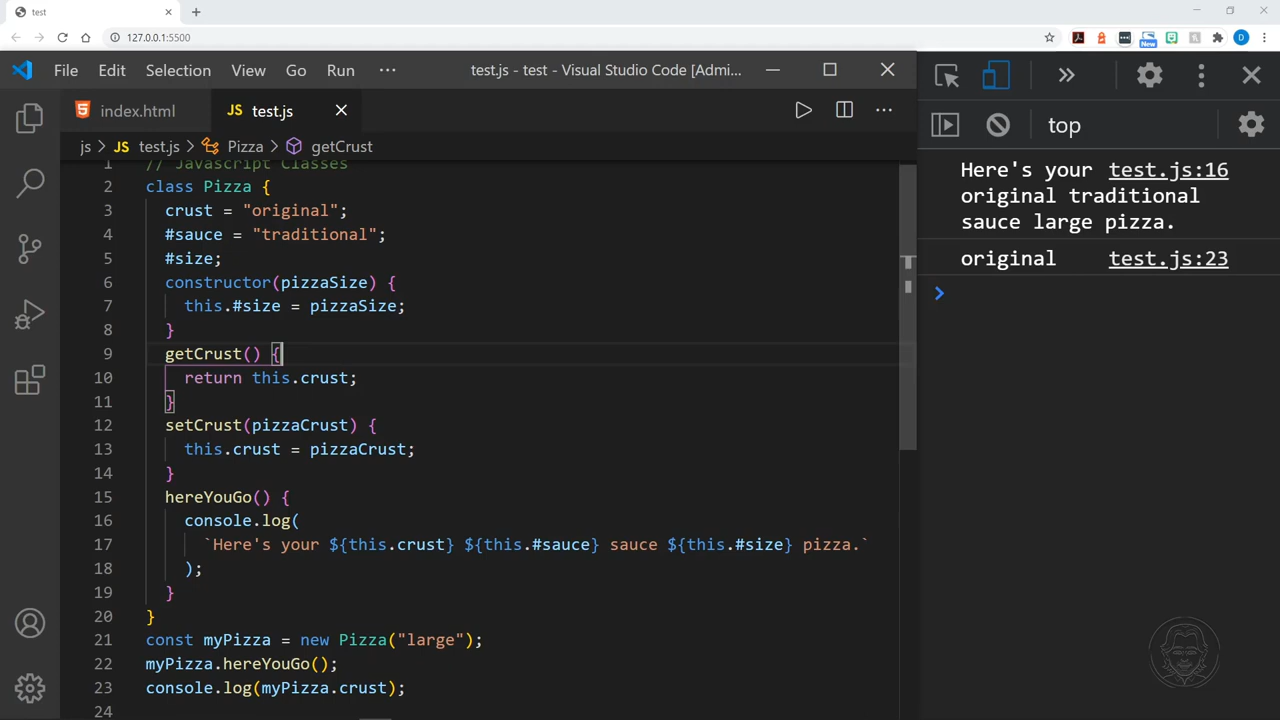 test
127.0.0.1:5500
New
D
File Edit Selection View Go Run ··· test.js - test - Visual Studio Code [Admi...
index.html JS test.js
js > JS test.js > Pizza > getCrust
1 // Javascript Classes
2 class Pizza {
3 crust = "original";
4 #sauce = "traditional";
5 #size;
6 constructor(pizzaSize) {
7 this.#size = pizzaSize;
8 }
9 getCrust() {
10 return this.crust;
11 }
12 setCrust(pizzaCrust) {
13 this.crust = pizzaCrust;
14 }
15 hereYouGo() {
16 console.log(
17 `Here's your ${this.crust} ${this.#sauce} sauce ${this.#size} pizza.`
18 );
19 }
20 }
21 const myPizza = new Pizza("large");
22 myPizza.hereYouGo();
23 console.log(myPizza.crust);
24
top
Here's your test.js:16
original traditional
sauce large pizza.
original test.js:23